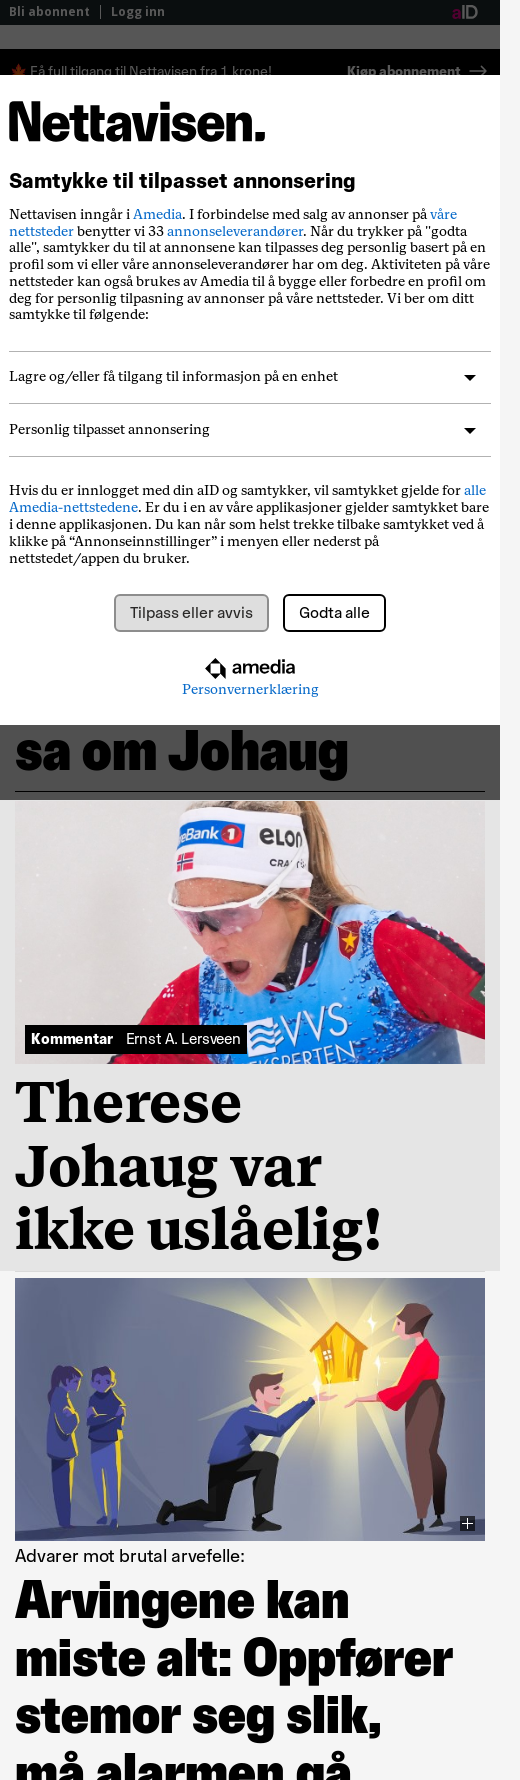 Bli abonnent | Logg inn
aID
🍁 Få full tilgang til Nettavisen fra 1 krone! Kjøp abonnement →
Nettavisen.
Samtykke til tilpasset annonsering
Nettavisen inngår i Amedia. I forbindelse med salg av annonser på våre
nettsteder benytter vi 33 annonseleverandører. Når du trykker på "godta
alle", samtykker du til at annonsene kan tilpasses deg personlig basert på en
profil som vi eller våre annonseleverandører har om deg. Aktiviteten på våre
nettsteder kan også brukes av Amedia til å bygge eller forbedre en profil om
deg for personlig tilpasning av annonser på våre nettsteder. Vi ber om ditt
samtykke til følgende:
Lagre og/eller få tilgang til informasjon på en enhet
Personlig tilpasset annonsering
Hvis du er innlogget med din aID og samtykker, vil samtykket gjelde for alle
Amedia-nettstedene. Er du i en av våre applikasjoner gjelder samtykket bare
i denne applikasjonen. Du kan når som helst trekke tilbake samtykket ved å
klikke på “Annonseinnstillinger” i menyen eller nederst på
nettstedet/appen du bruker.
Tilpass eller avvis
Godta alle
amedia
Personvernerklæring
sa om Johaug
eBank 1
elon
VVS
EKSPERTEN
Kommentar Ernst A. Lersveen
Therese
Johaug var
ikke uslåelig!
Advarer mot brutal arvefelle:
Arvingene kan
miste alt: Oppfører
stemor seg slik,
må alarmen gå